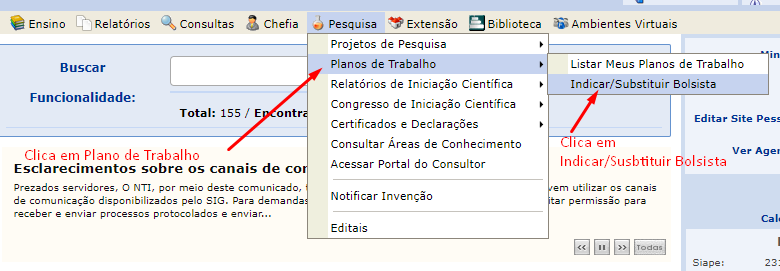 Ensino Relatórios Consultas Chefia Pesquisa Extensão Biblioteca Ambientes Virtuais
Buscar
Funcionalidade:
Total: 155 / Encontra
Projetos de Pesquisa
Planos de Trabalho
Relatórios de Iniciação Científica
Congresso de Iniciação Científica
Certificados e Declarações
Consultar Áreas de Conhecimento
Acessar Portal do Consultor
Notificar Invenção
Editais
Listar Meus Planos de Trabalho
Indicar/Substituir Bolsista
Clica em Plano de Trabalho
Clica em
Indicar/Susbtituir Bolsista
Esclarecimentos sobre os canais de con
Prezados servidores, O NTI, por meio deste comunicado, vem utilizar os canais
de comunicação disponibilizados pelo SIG. Para demandas itar permissão para
receber e enviar processos protocolados e enviar...
Todas
Min
Editar Site Pess
Ver Agen
Cale
Siape: 231